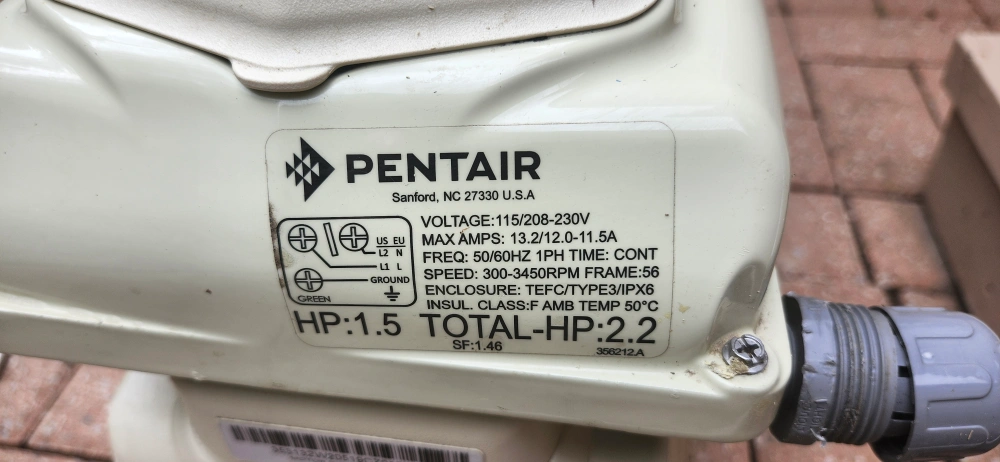 PENTAIR
Sanford, NC 27330 U.S.A
VOLTAGE:115/208-230V
MAX AMPS: 13.2/12.0-11.5A
FREQ: 50/60HZ 1PH TIME: CONT
SPEED: 300-3450RPM FRAME:56
ENCLOSURE: TEFC/TYPE3/IPX6
INSUL. CLASS:F AMB TEMP 50°C
US EU
L2 N
L1 L
GROUND
GREEN
HP:1.5 TOTAL-HP:2.2
SF:1.46
356212.A